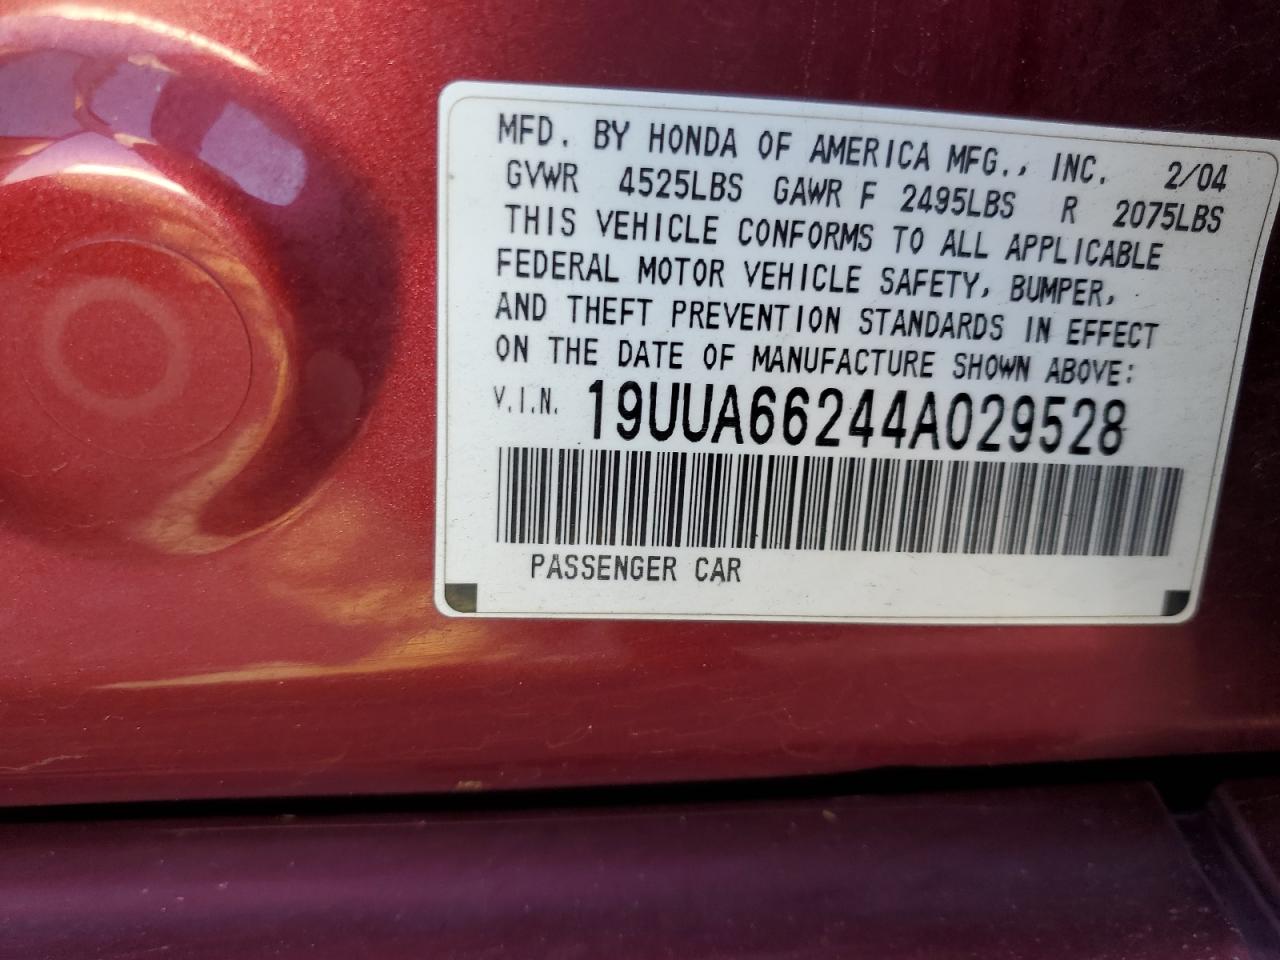 MFD. BY HONDA OF AMERICA MFG., INC. 2/04
GVWR 4525LBS GAWR F 2495LBS R 2075LBS
THIS VEHICLE CONFORMS TO ALL APPLICABLE
FEDERAL MOTOR VEHICLE SAFETY, BUMPER,
AND THEFT PREVENTION STANDARDS IN EFFECT
ON THE DATE OF MANUFACTURE SHOWN ABOVE:
V.I.N. 19UUA66244A029528
PASSENGER CAR